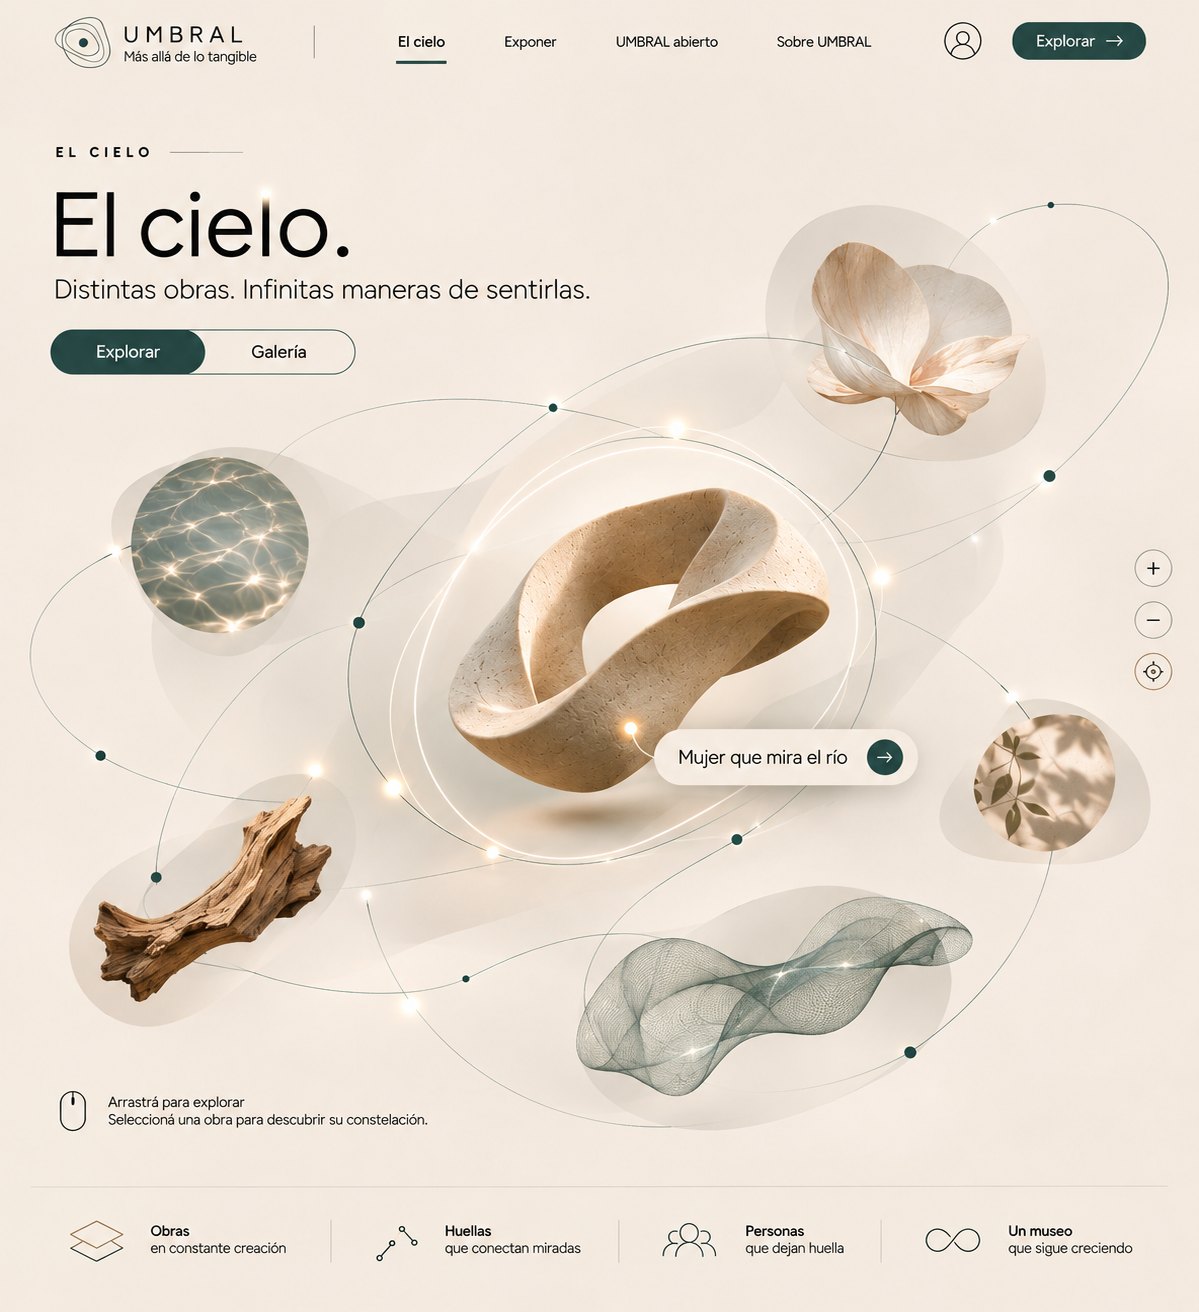 UMBRAL
Más allá de lo tangible
El cielo
Exponer
UMBRAL abierto
Sobre UMBRAL
Explorar
EL CIELO
El cielo.
Distintas obras. Infinitas maneras de sentirlas.
Explorar
Galería
Mujer que mira el río
Arrastrá para explorar
Seleccioná una obra para descubrir su constelación.
Obras
en constante creación
Huellas
que conectan miradas
Personas
que dejan huella
Un museo
que sigue creciendo